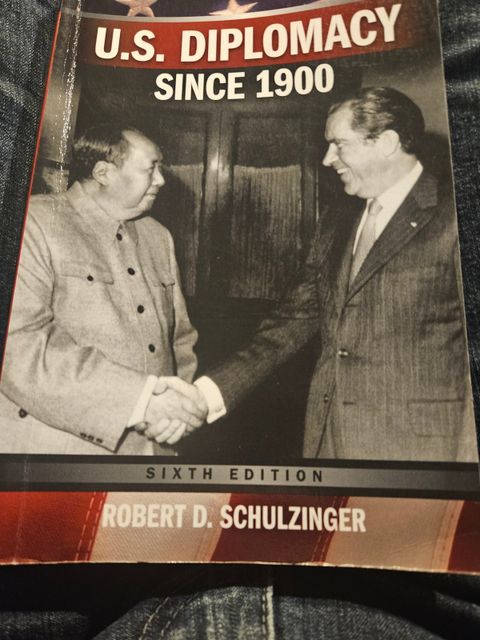 U.S. DIPLOMACY
SINCE 1900
SIXTH EDITION
ROBERT D. SCHULZINGER